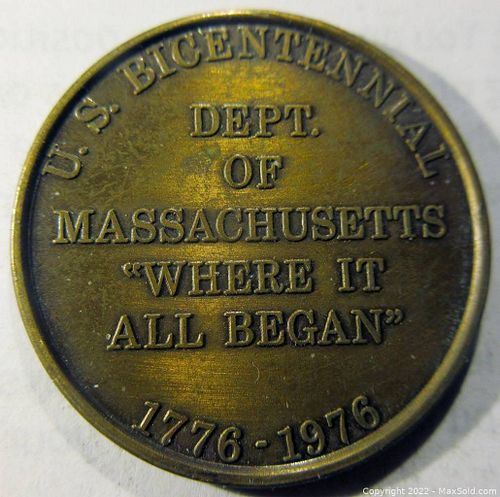 U. S. BICENTENNIAL
DEPT.
OF
MASSACHUSETTS
"WHERE IT
ALL BEGAN"
1776 - 1976
Copyright 2022 - MaxSold.com